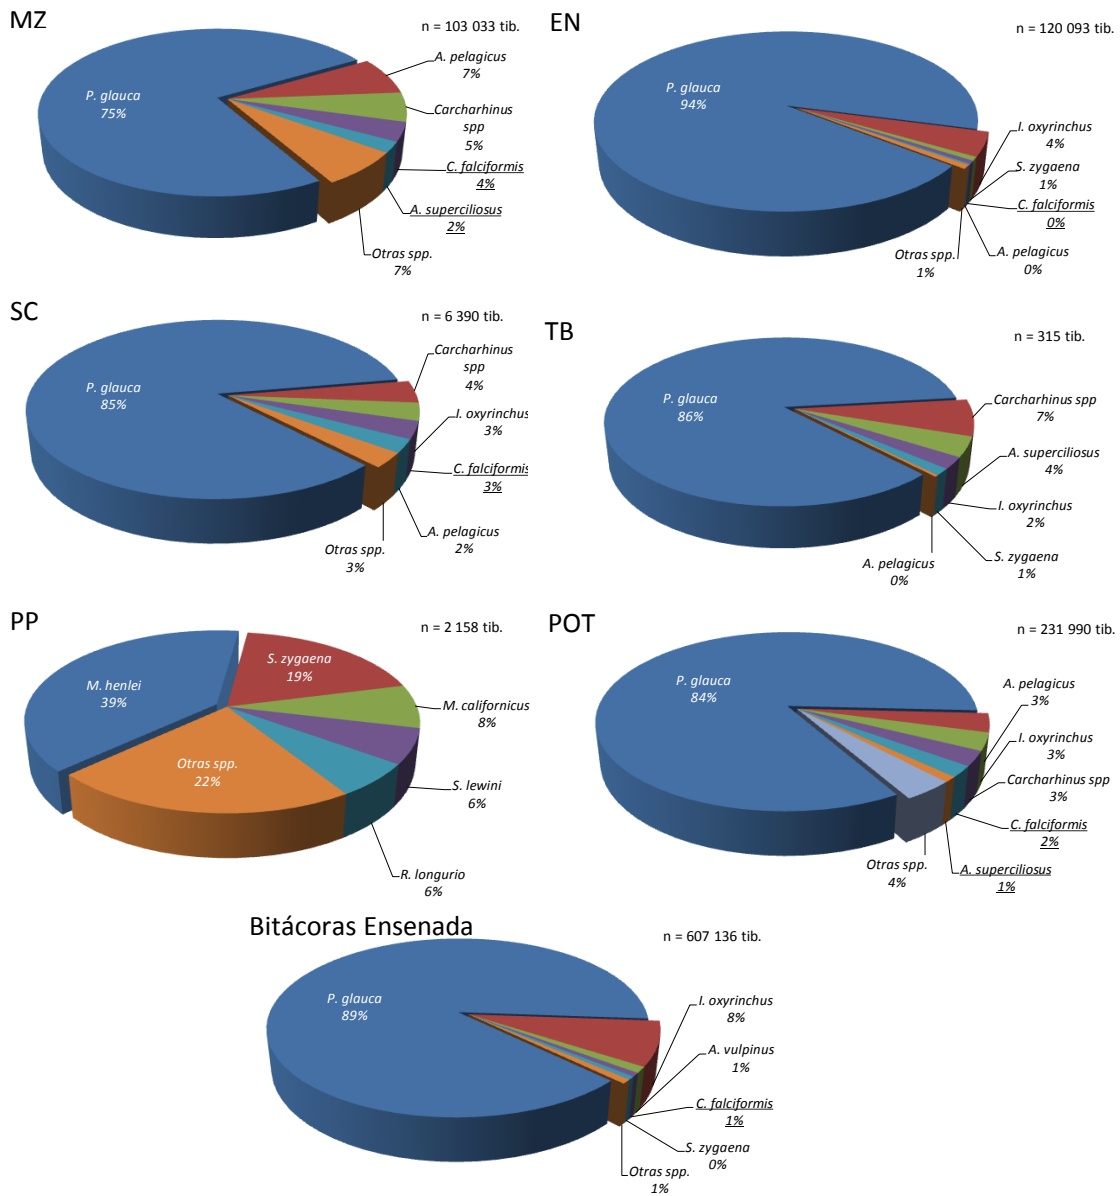 MZ
n = 103 033 tib.
P. glauca
75%
A. pelagicus
7%
Carcharhinus
spp
5%
C. falciformis
4%
A. superciliosus
2%
Otras spp.
7%
EN
n = 120 093 tib.
P. glauca
94%
I. oxyrinchus
4%
S. zygaena
1%
C. falciformis
0%
A. pelagicus
0%
Otras spp.
1%
SC
n = 6 390 tib.
P. glauca
85%
Carcharhinus
spp
4%
I. oxyrinchus
3%
C. falciformis
3%
A. pelagicus
2%
Otras spp.
3%
TB
n = 315 tib.
P. glauca
86%
Carcharhinus spp
7%
A. superciliosus
4%
I. oxyrinchus
2%
S. zygaena
1%
A. pelagicus
0%
PP
n = 2 158 tib.
M. henlei
39%
S. zygaena
19%
M. californicus
8%
S. lewini
6%
R. longurio
6%
Otras spp.
22%
POT
n = 231 990 tib.
P. glauca
84%
A. pelagicus
3%
I. oxyrinchus
3%
Carcharhinus spp
3%
C. falciformis
2%
A. superciliosus
1%
Otras spp.
4%
Bitácoras Ensenada
n = 607 136 tib.
P. glauca
89%
I. oxyrinchus
8%
A. vulpinus
1%
C. falciformis
1%
S. zygaena
0%
Otras spp.
1%